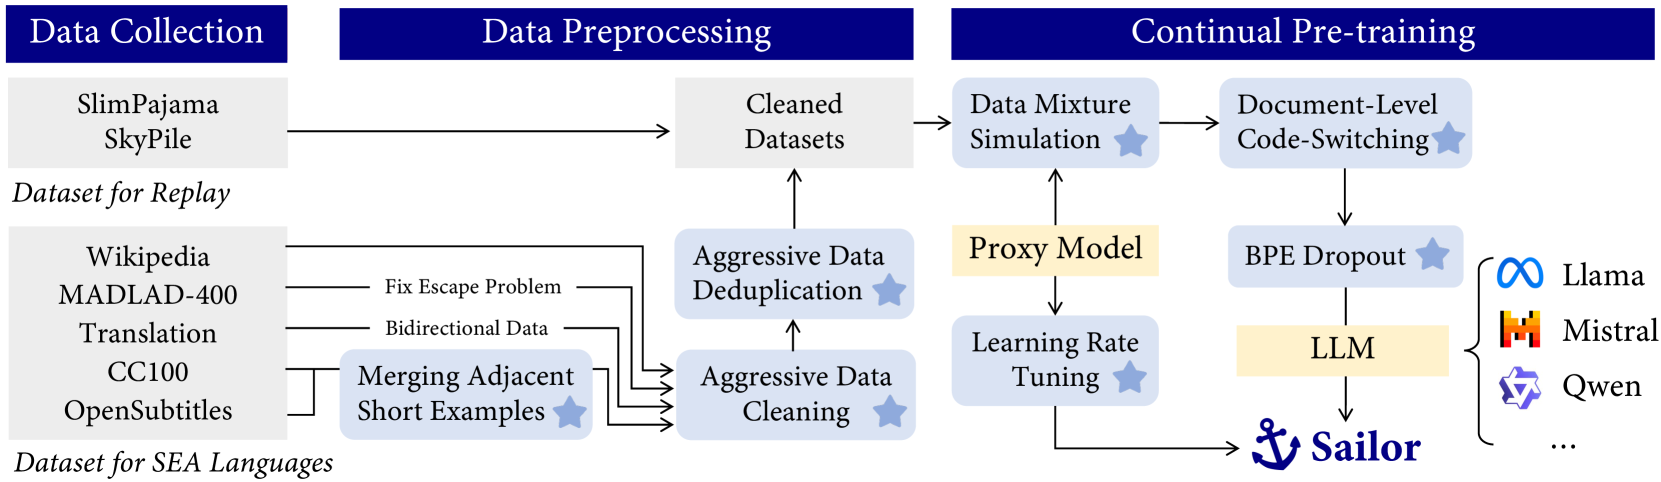 Data Collection
Data Preprocessing
Continual Pre-training
SlimPajama
SkyPile
Dataset for Replay
Wikipedia
MADLAD-400
Translation
CC100
OpenSubtitles
Dataset for SEA Languages
Fix Escape Problem
Bidirectional Data
Merging Adjacent
Short Examples
Cleaned
Datasets
Aggressive Data
Deduplication
Aggressive Data
Cleaning
Data Mixture
Simulation
Proxy Model
Learning Rate
Tuning
Document-Level
Code-Switching
BPE Dropout
LLM
Sailor
Llama
Mistral
Qwen
...